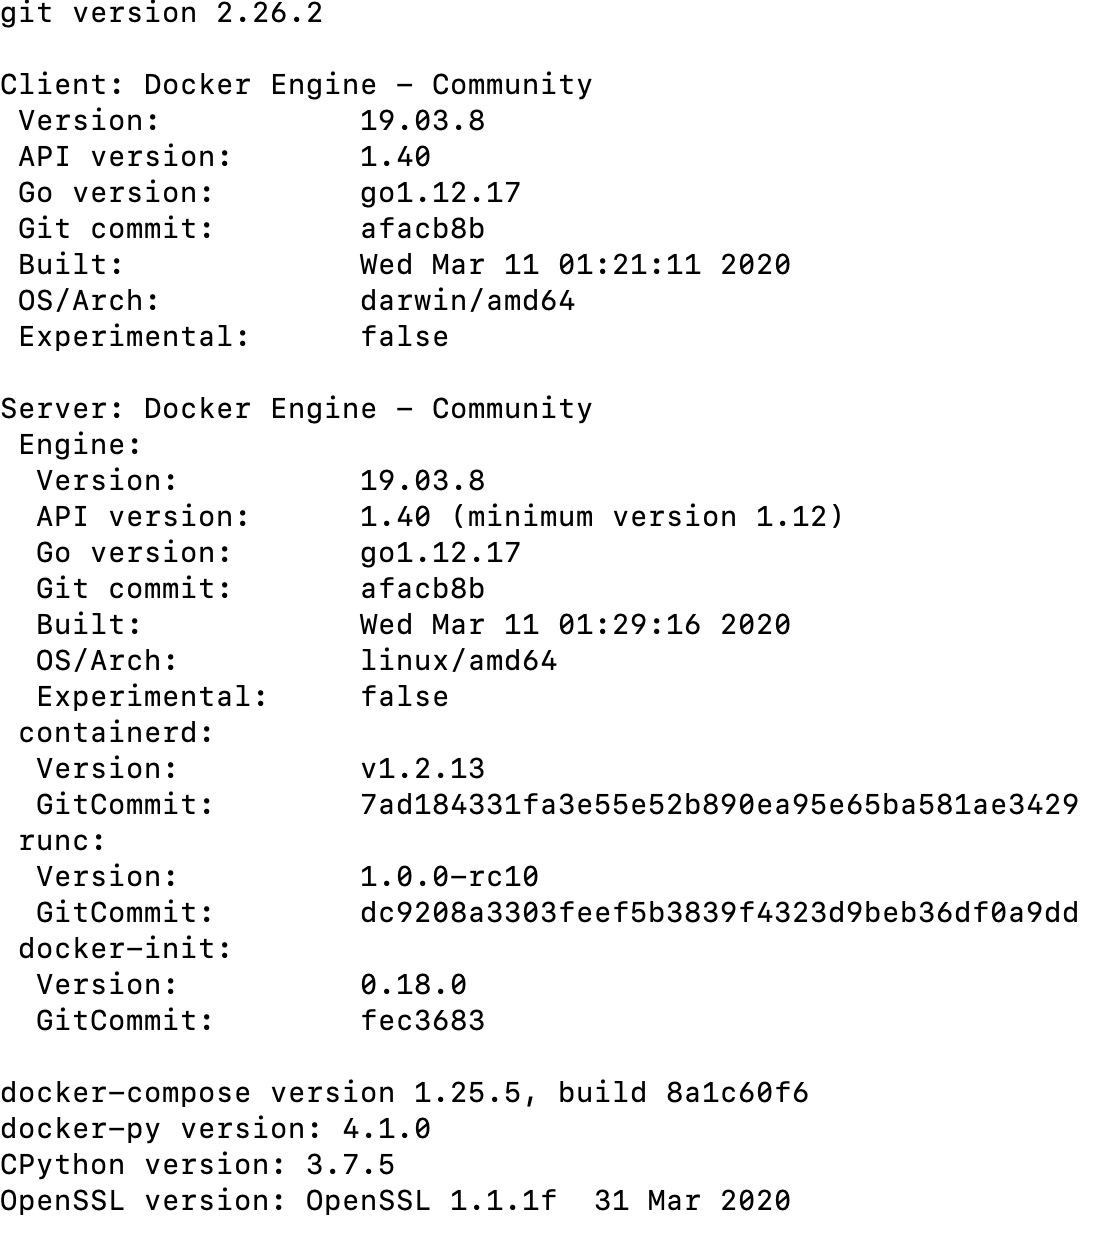 git version 2.26.2

Client: Docker Engine - Community
 Version:           19.03.8
 API version:       1.40
 Go version:        go1.12.17
 Git commit:        afacb8b
 Built:             Wed Mar 11 01:21:11 2020
 OS/Arch:           darwin/amd64
 Experimental:      false

Server: Docker Engine - Community
 Engine:
  Version:          19.03.8
  API version:      1.40 (minimum version 1.12)
  Go version:       go1.12.17
  Git commit:       afacb8b
  Built:            Wed Mar 11 01:29:16 2020
  OS/Arch:          linux/amd64
  Experimental:     false
 containerd:
  Version:          v1.2.13
  GitCommit:        7ad184331fa3e55e52b890ea95e65ba581ae3429
 runc:
  Version:          1.0.0-rc10
  GitCommit:        dc9208a3303feef5b3839f4323d9beb36df0a9dd
 docker-init:
  Version:          0.18.0
  GitCommit:        fec3683

docker-compose version 1.25.5, build 8a1c60f6
docker-py version: 4.1.0
CPython version: 3.7.5
OpenSSL version: OpenSSL 1.1.1f  31 Mar 2020